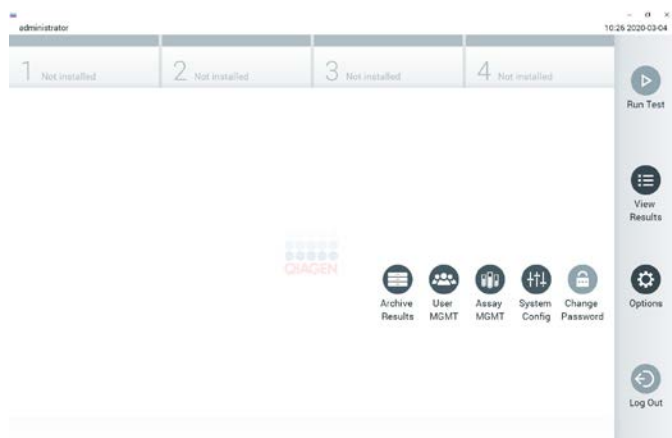 administrator
10:26 2020-03-04
1 Not installed
2 Not installed
3 Not installed
4 Not installed
Run Test
View
Results
QIAGEN
Archive
Results
User
MGMT
Assay
MGMT
System
Config
Change
Password
Options
Log Out